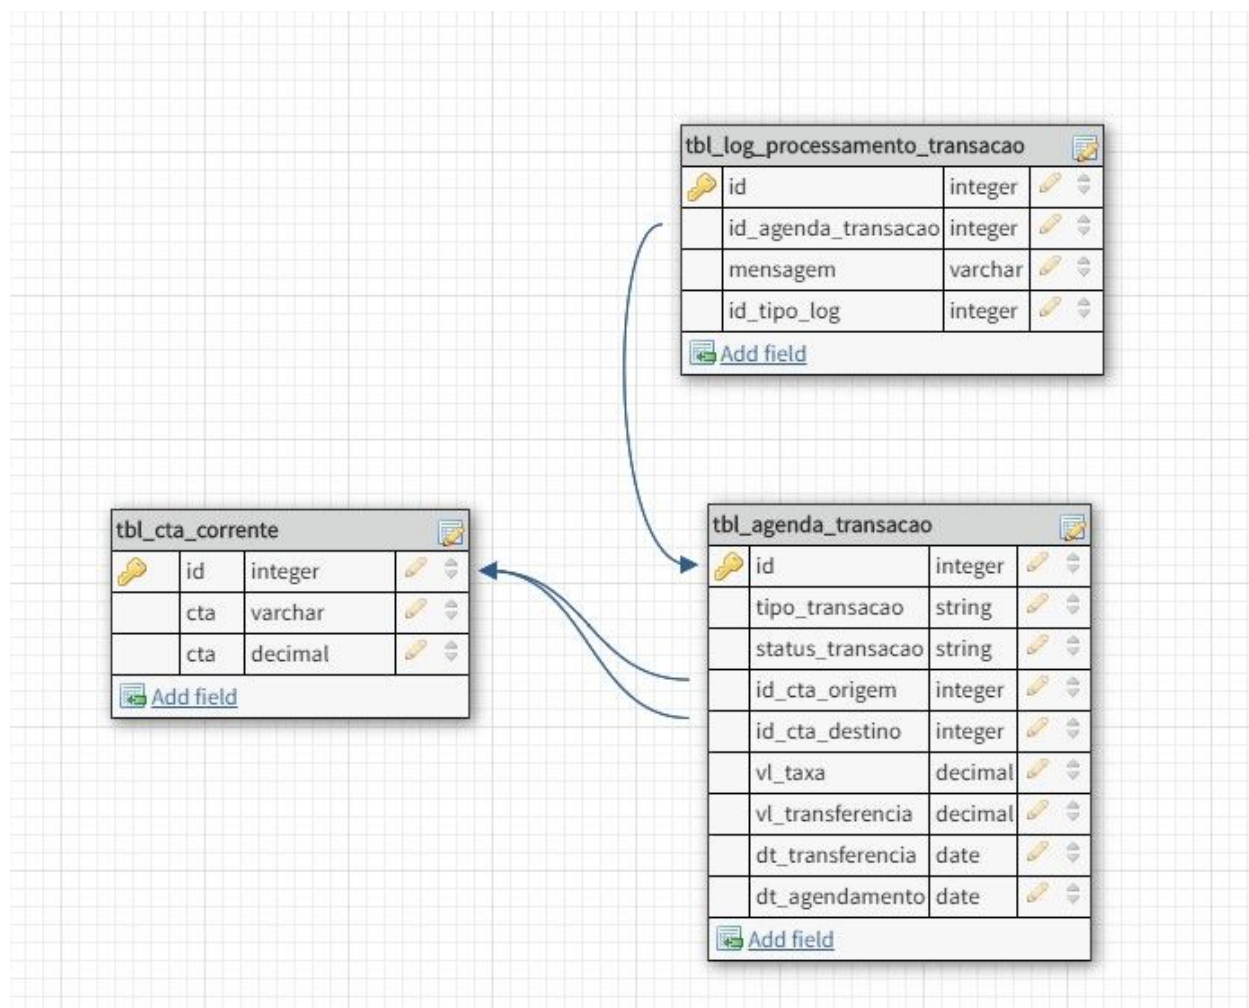 tbl_log_processamento_transacao
id integer
id_agenda_transacao integer
mensagem varchar
id_tipo_log integer
Add field
tbl_cta_corrente
id integer
cta varchar
cta decimal
Add field
tbl_agenda_transacao
id integer
tipo_transacao string
status_transacao string
id_cta_origem integer
id_cta_destino integer
vl_taxa decimal
vl_transferencia decimal
dt_transferencia date
dt_agendamento date
Add field